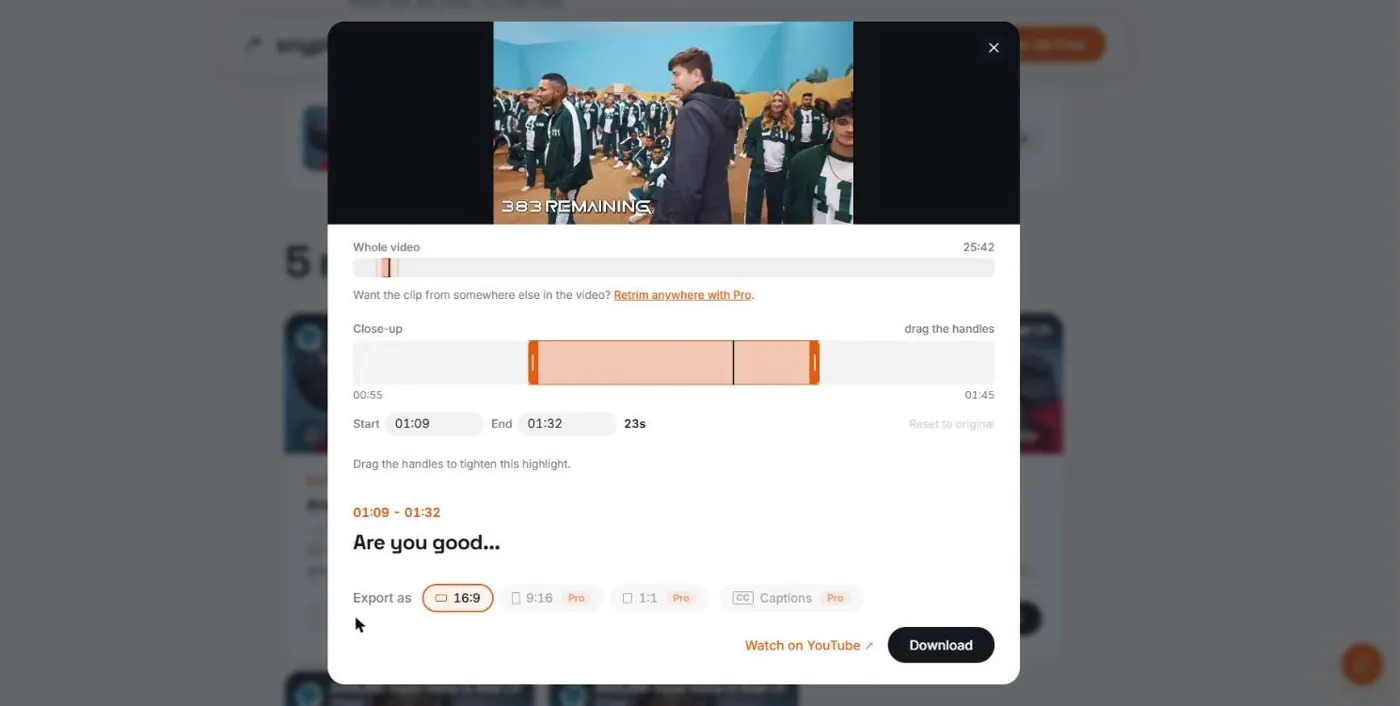 383 REMAINING
Whole video 25:42
Want the clip from somewhere else in the video? Retrim anywhere with Pro.
Close-up drag the handles
00:55 01:45
Start 01:09 End 01:32 23s Reset to original
Drag the handles to tighten this highlight.
01:09 - 01:32
Are you good...
Export as 16:9 9:16 Pro 1:1 Pro CC Captions Pro
Watch on YouTube ↗ Download
5